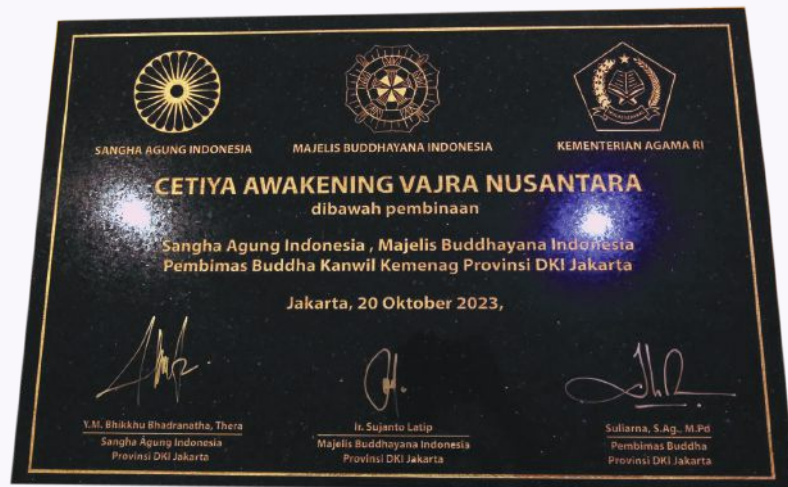 SANGHA AGUNG INDONESIA
MAJELIS BUDDHAYANA INDONESIA
KEMENTERIAN AGAMA RI
CETIYA AWAKENING VAJRA NUSANTARA
dibawah pembinaan
Sangha Agung Indonesia , Majelis Buddhayana Indonesia
Pembimas Buddha Kanwil Kemenag Provinsi DKI Jakarta
Jakarta, 20 Oktober 2023,
Y.M. Bhikkhu Bhadranatha, Thera
Sangha Agung Indonesia
Provinsi DKI Jakarta
Ir. Sujanto Latip
Majelis Buddhayana Indonesia
Provinsi DKI Jakarta
Suliarna, S.Ag., M.Pd
Pembimas Buddha
Provinsi DKI Jakarta